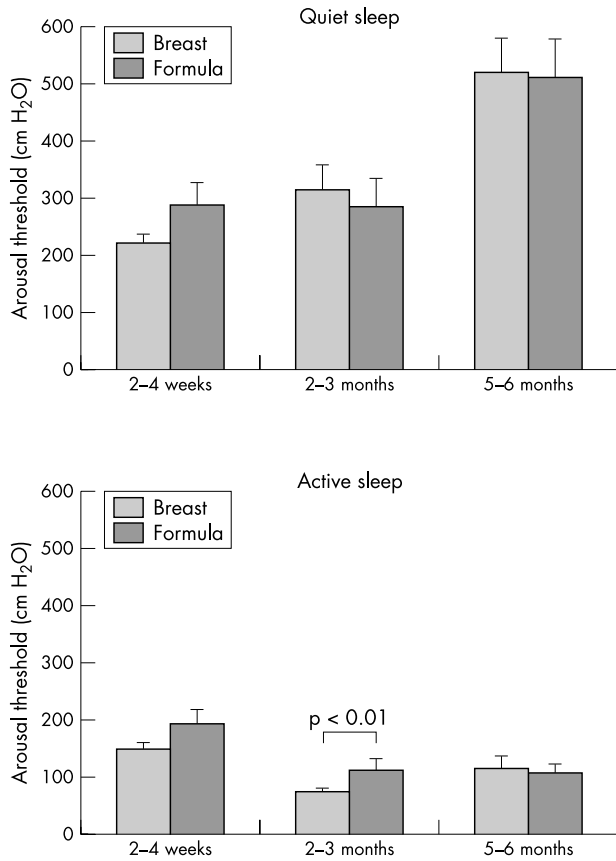 Quiet sleep
Breast
Formula
Arousal threshold (cm H₂O)
600
500
400
300
200
100
0
2–4 weeks
2–3 months
5–6 months
Active sleep
Breast
Formula
Arousal threshold (cm H₂O)
600
500
400
300
200
100
0
p < 0.01
2–4 weeks
2–3 months
5–6 months